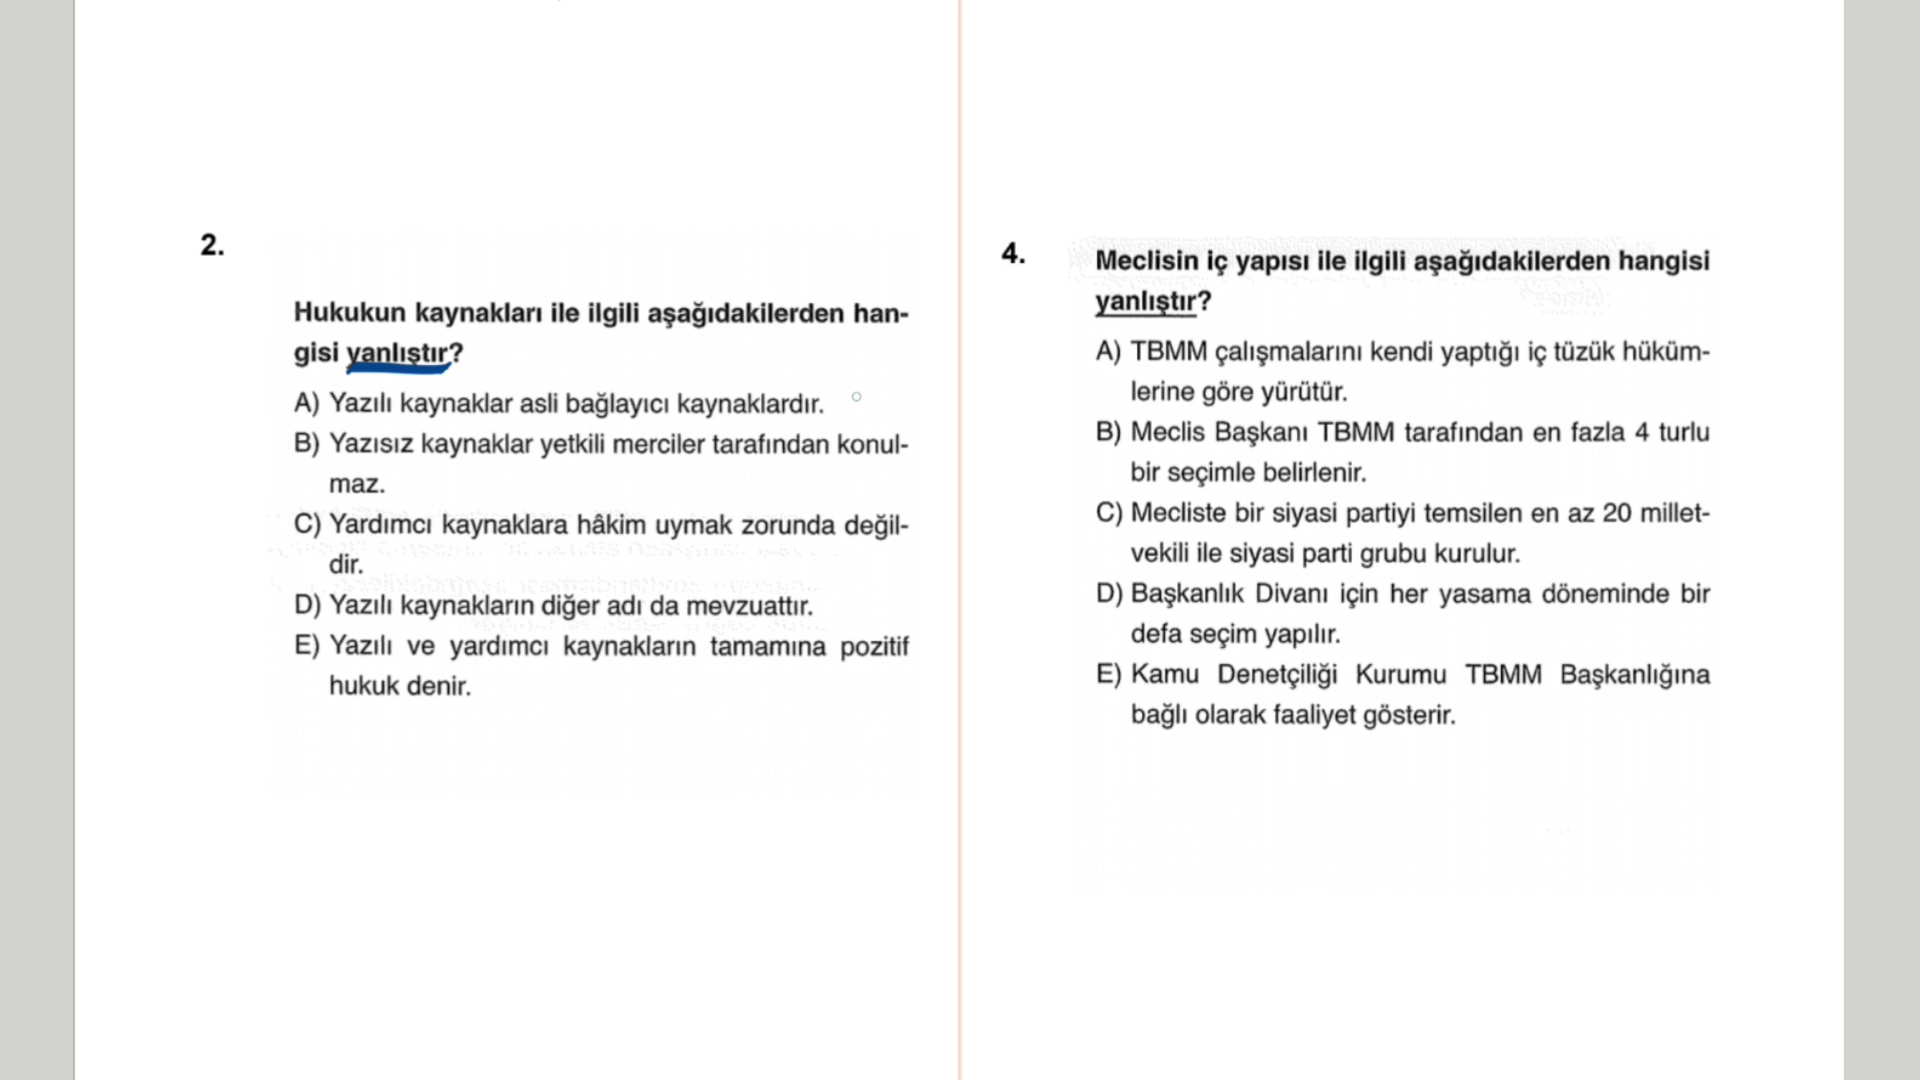 2.
Hukukun kaynakları ile ilgili aşağıdakilerden han-
gisi yanlıştır?
A) Yazılı kaynaklar asli bağlayıcı kaynaklardır.
B) Yazısız kaynaklar yetkili merciler tarafından konul-
maz.
C) Yardımcı kaynaklara hâkim uymak zorunda değil-
dir.
D) Yazılı kaynakların diğer adı da mevzuattır.
E) Yazılı ve yardımcı kaynakların tamamına pozitif
hukuk denir.
4.
Meclisin iç yapısı ile ilgili aşağıdakilerden hangisi
yanlıştır?
A) TBMM çalışmalarını kendi yaptığı iç tüzük hüküm-
lerine göre yürütür.
B) Meclis Başkanı TBMM tarafından en fazla 4 turlu
bir seçimle belirlenir.
C) Mecliste bir siyasi partiyi temsilen en az 20 millet-
vekili ile siyasi parti grubu kurulur.
D) Başkanlık Divanı için her yasama döneminde bir
defa seçim yapılır.
E) Kamu Denetçiliği Kurumu TBMM Başkanlığına
bağlı olarak faaliyet gösterir.